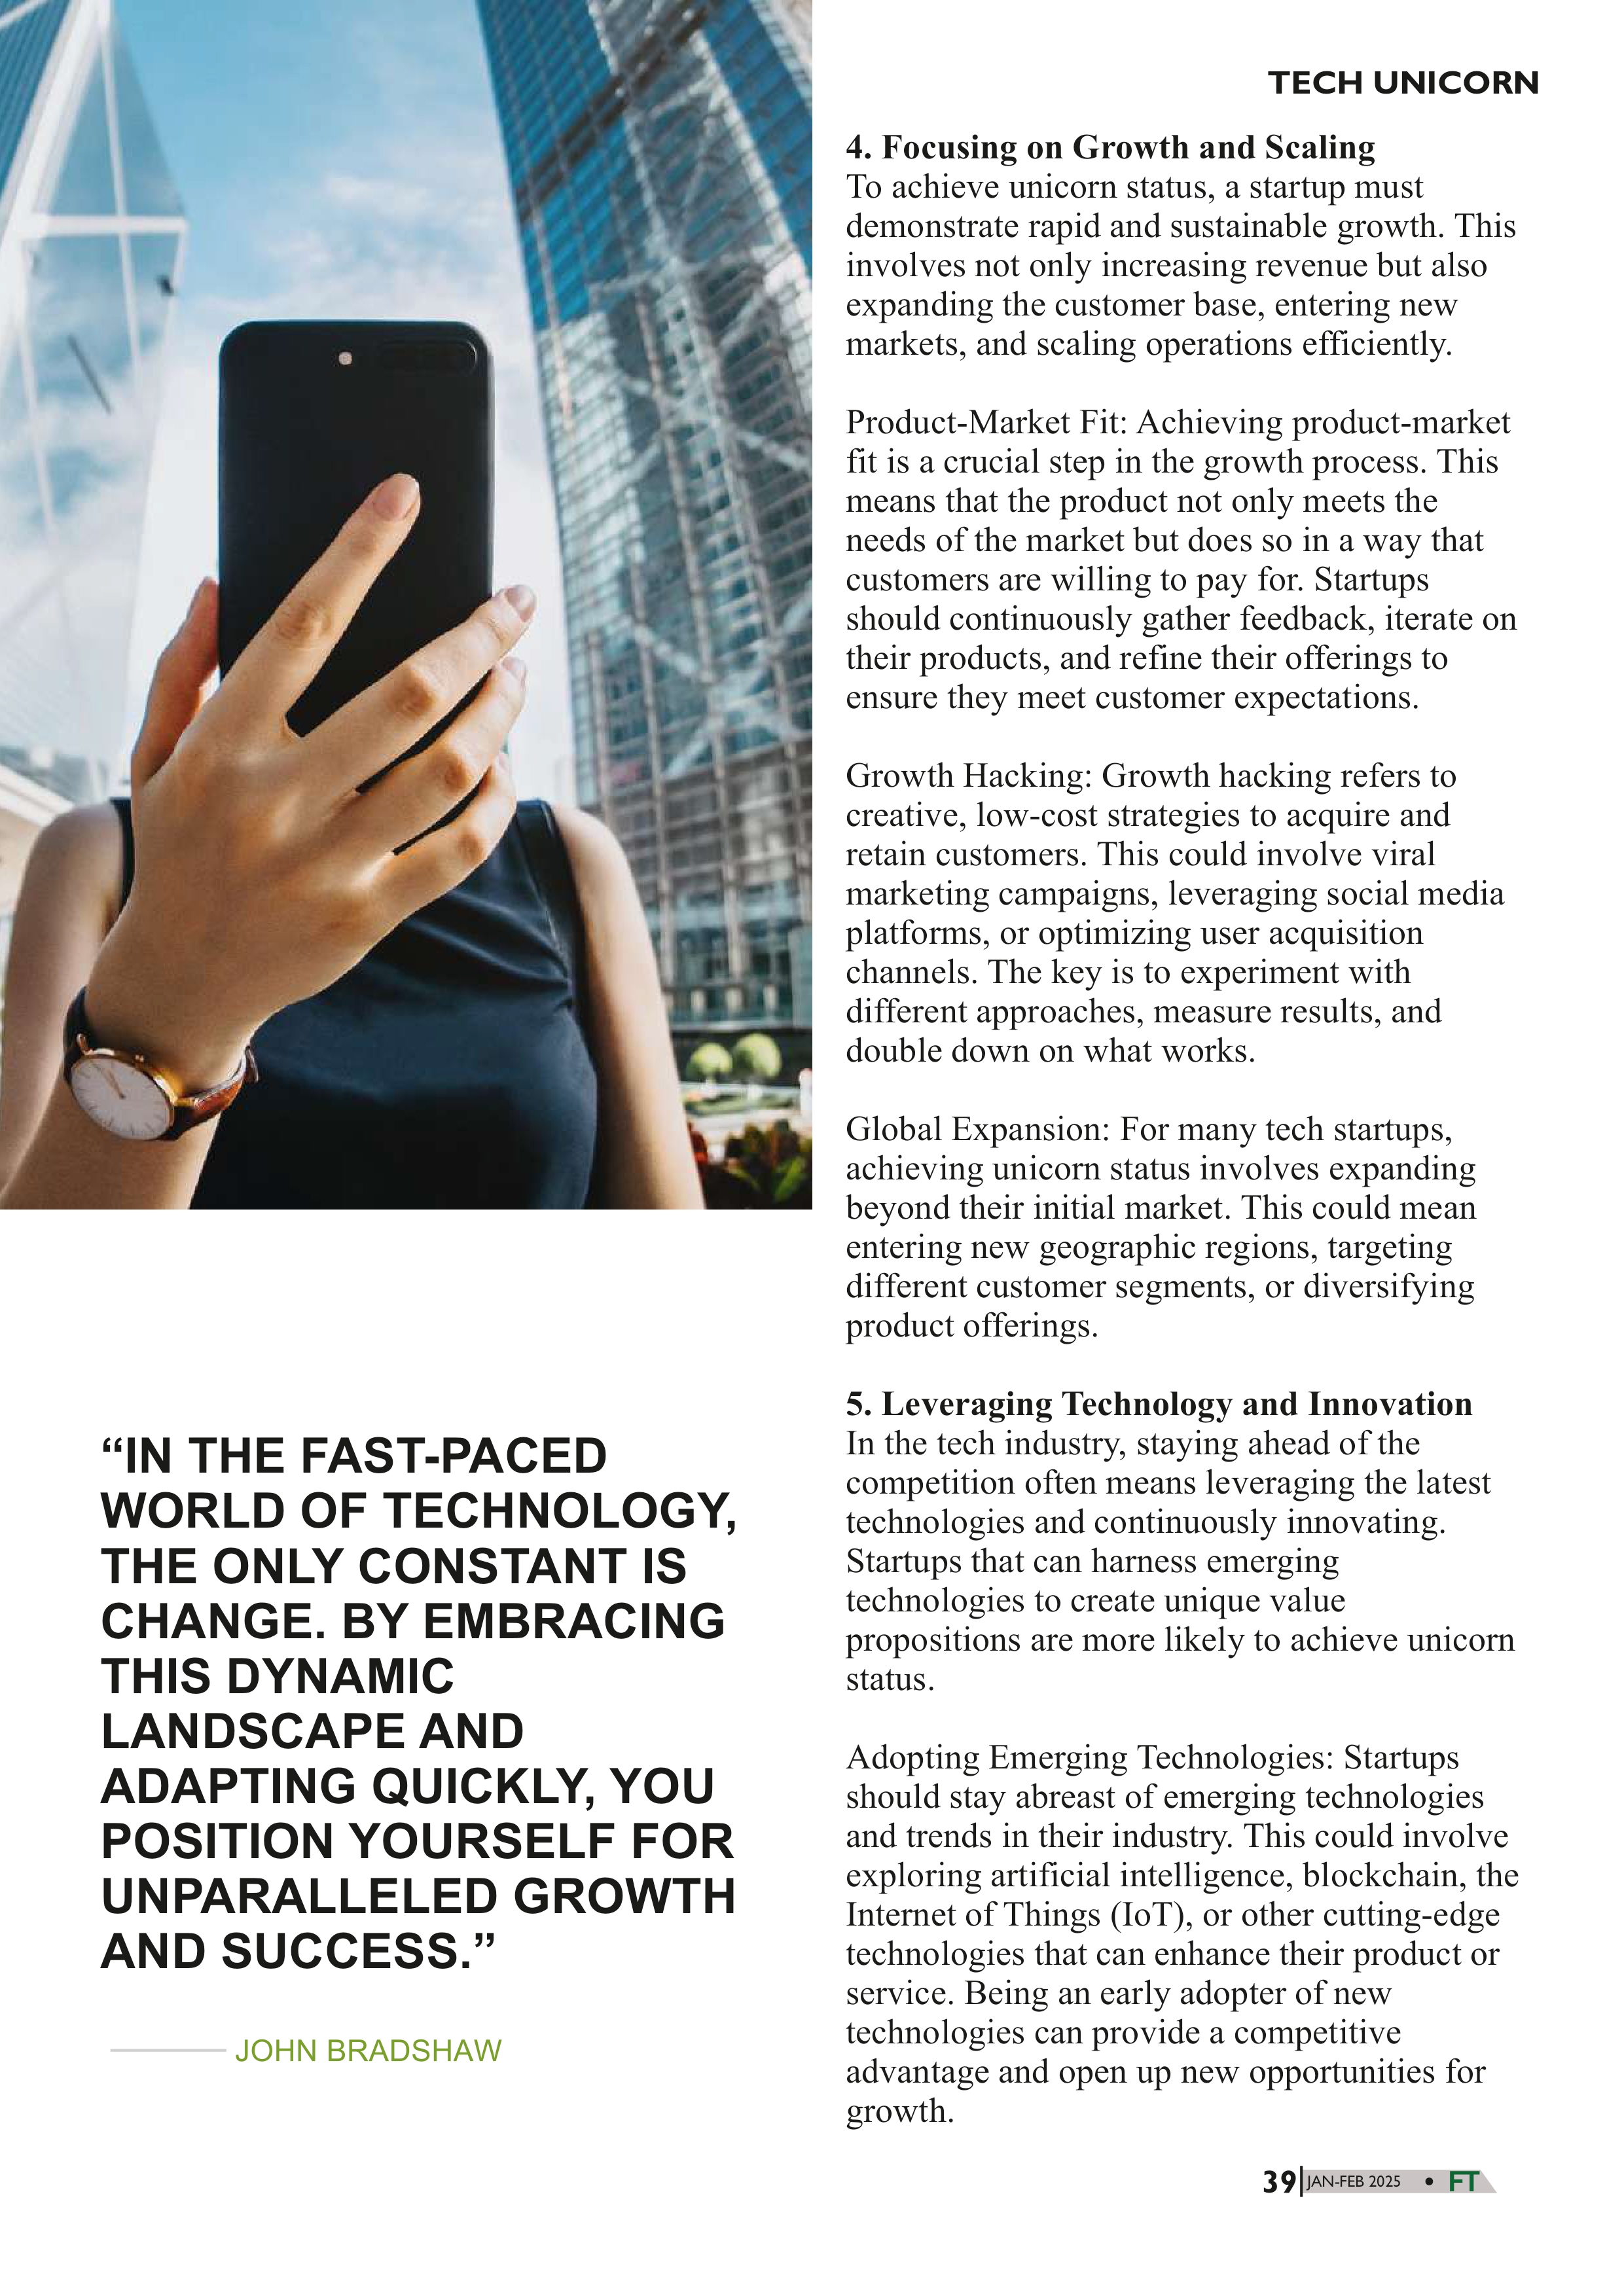 TECH UNICORN
4. Focusing on Growth and Scaling
To achieve unicorn status, a startup must
demonstrate rapid and sustainable growth. This
involves not only increasing revenue but also
expanding the customer base, entering new
markets, and scaling operations efficiently.
Product-Market Fit: Achieving product-market
fit is a crucial step in the growth process. This
means that the product not only meets the
needs of the market but does so in a way that
customers are willing to pay for. Startups
should continuously gather feedback, iterate on
their products, and refine their offerings to
ensure they meet customer expectations.
Growth Hacking: Growth hacking refers to
creative, low-cost strategies to acquire and
retain customers. This could involve viral
marketing campaigns, leveraging social media
platforms, or optimizing user acquisition
channels. The key is to experiment with
different approaches, measure results, and
double down on what works.
Global Expansion: For many tech startups,
achieving unicorn status involves expanding
beyond their initial market. This could mean
entering new geographic regions, targeting
different customer segments, or diversifying
product offerings.
5. Leveraging Technology and Innovation
In the tech industry, staying ahead of the
competition often means leveraging the latest
technologies and continuously innovating.
Startups that can harness emerging
technologies to create unique value
propositions are more likely to achieve unicorn
status.
Adopting Emerging Technologies: Startups
should stay abreast of emerging technologies
and trends in their industry. This could involve
exploring artificial intelligence, blockchain, the
Internet of Things (IoT), or other cutting-edge
technologies that can enhance their product or
service. Being an early adopter of new
technologies can provide a competitive
advantage and open up new opportunities for
growth.
“IN THE FAST-PACED
WORLD OF TECHNOLOGY,
THE ONLY CONSTANT IS
CHANGE. BY EMBRACING
THIS DYNAMIC
LANDSCAPE AND
ADAPTING QUICKLY, YOU
POSITION YOURSELF FOR
UNPARALLELED GROWTH
AND SUCCESS.”
JOHN BRADSHAW
39 JAN-FEB 2025 • FT